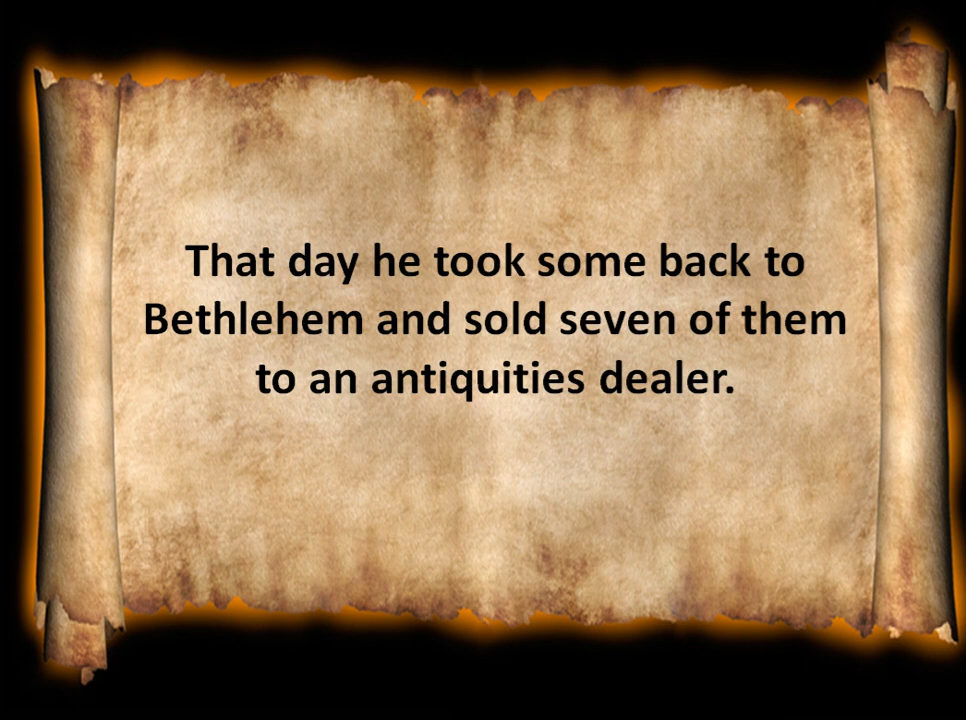 That day he took some back to
Bethlehem and sold seven of them
to an antiquities dealer.